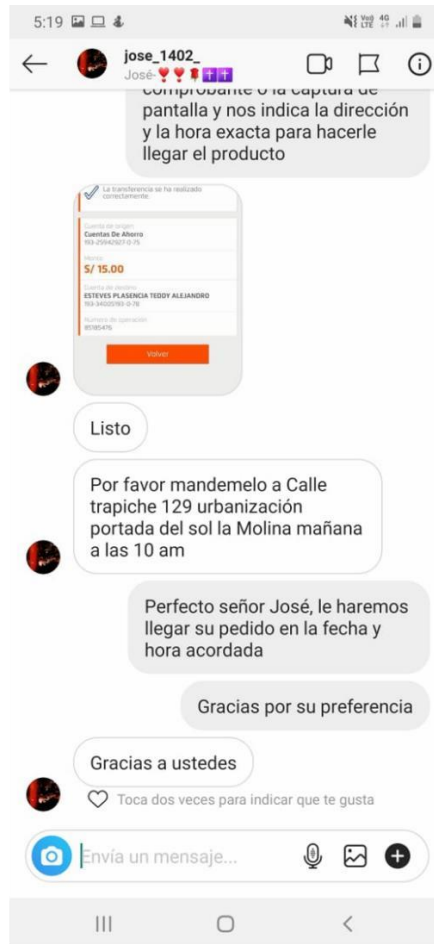 5:19
jose_1402_
José-
comprobante o la captura de
pantalla y nos indica la dirección
y la hora exacta para hacerle
llegar el producto
La transferencia se ha realizado
correctamente.
Cuenta de origen
Cuentas De Ahorro
Monto
S/ 15.00
Cuenta de destino
ESTEVES PLASENCIA TEDDY ALEJANDRO
Número de operación
Volver
Listo
Por favor mandemelo a Calle
trapiche 129 urbanización
portada del sol la Molina mañana
a las 10 am
Perfecto señor José, le haremos
llegar su pedido en la fecha y
hora acordada
Gracias por su preferencia
Gracias a ustedes
Toca dos veces para indicar que te gusta
Envía un mensaje...